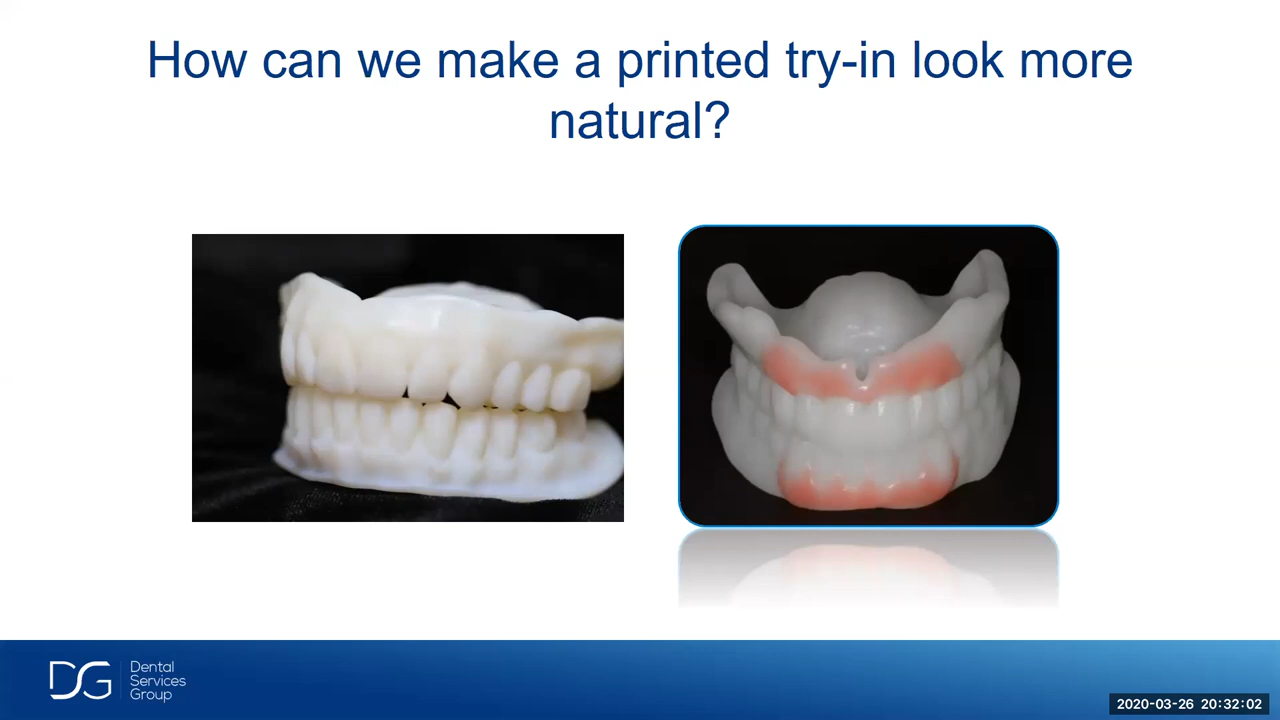 How can we make a printed try-in look more
natural?
DG
Dental
Services
Group
2020-03-26 20:32:02